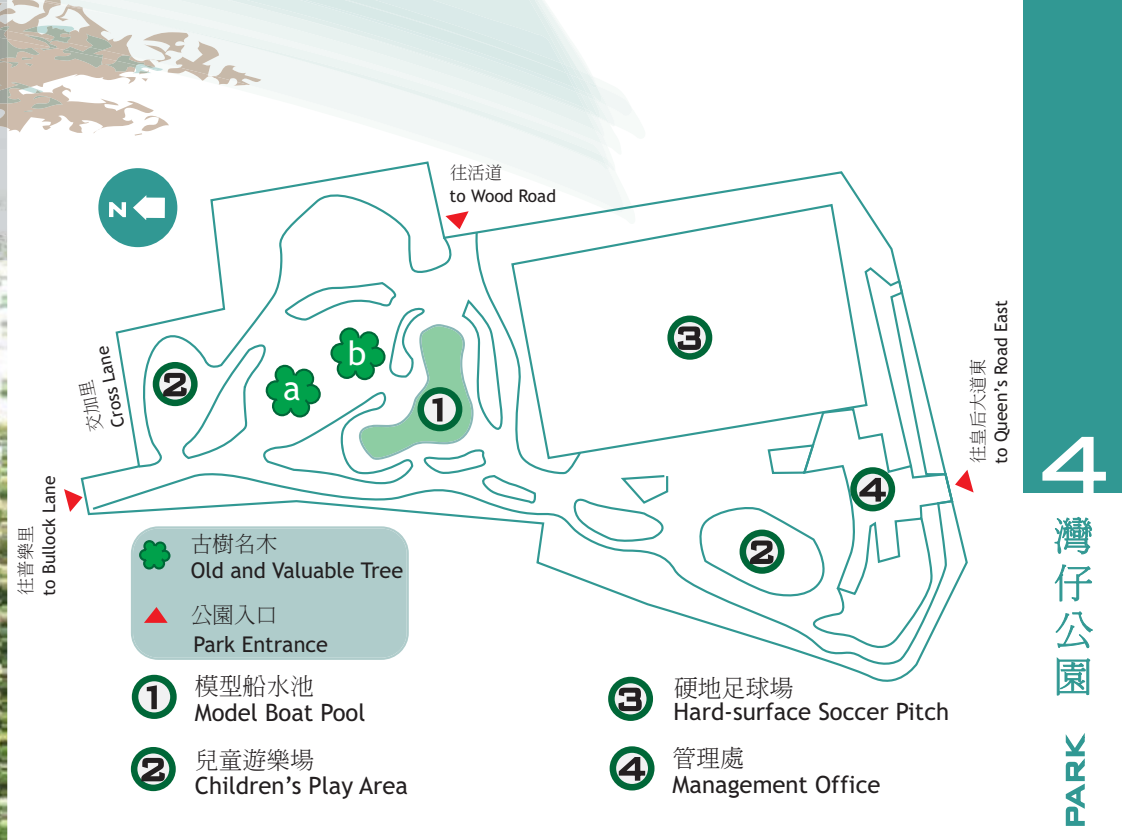 N
往活道
to Wood Road
交加里
Cross Lane
往普樂里
to Bullock Lane
往皇后大道東
to Queen's Road East
2
a
b
1
3
4
2
古樹名木
Old and Valuable Tree
公園入口
Park Entrance
1 模型船水池
Model Boat Pool
2 兒童遊樂場
Children's Play Area
3 硬地足球場
Hard-surface Soccer Pitch
4 管理處
Management Office
4
灣仔公園
PARK